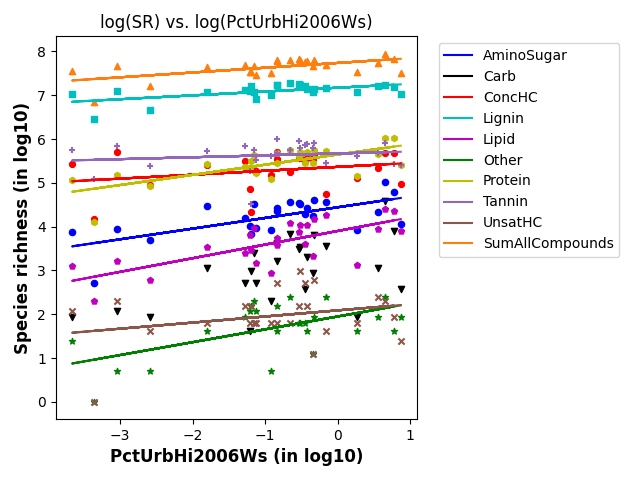 log(SR) vs. log(PctUrbHi2006Ws)
Species richness (in log10)
8
7
6
5
4
3
2
1
0
−3
−2
−1
0
1
PctUrbHi2006Ws (in log10)
AminoSugar
Carb
ConcHC
Lignin
Lipid
Other
Protein
Tannin
UnsatHC
SumAllCompounds